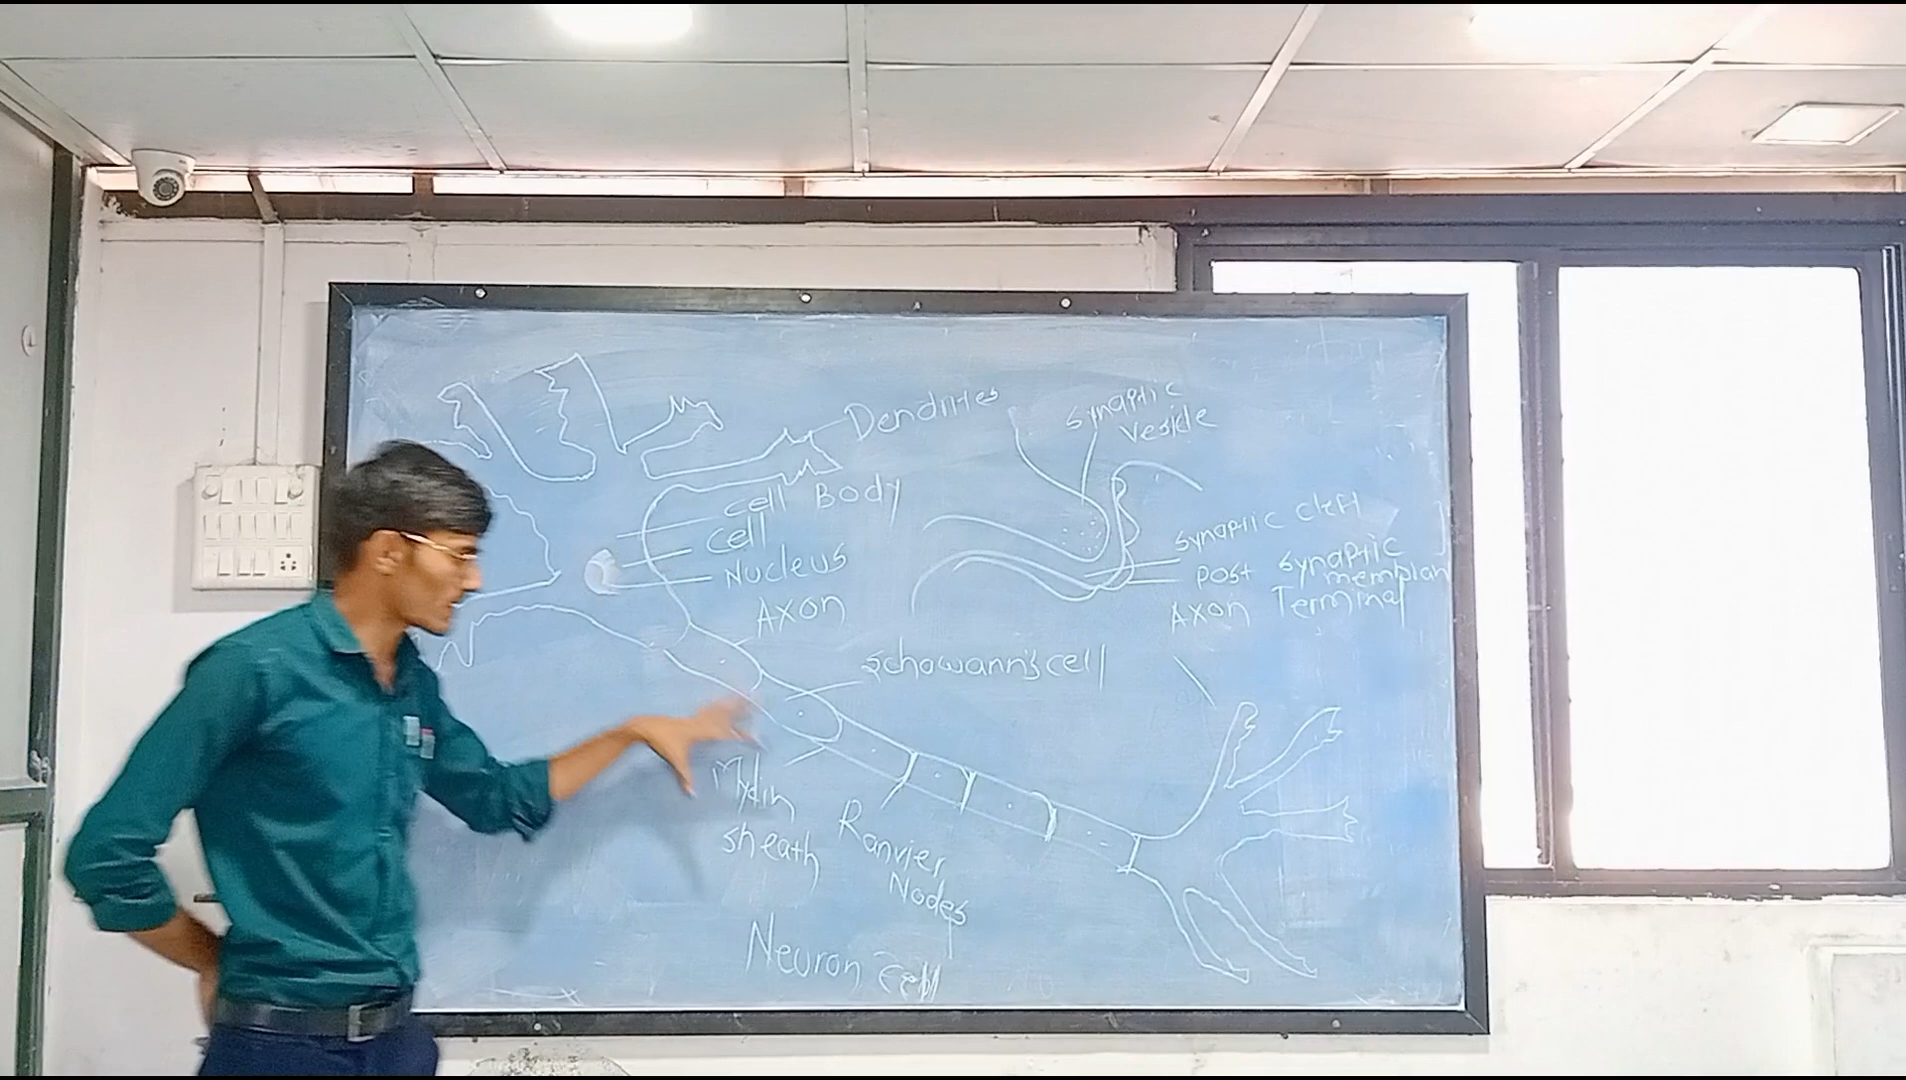 Dendrites
Synaptic
Vesicle
cell Body
cell
Nucleus
Axon
Synaptic cleft
Post Synaptic
memblan
Axon Terminal
Schowann's cell
Mylin
sheath
Ranvier
Nodes
Neuron cell